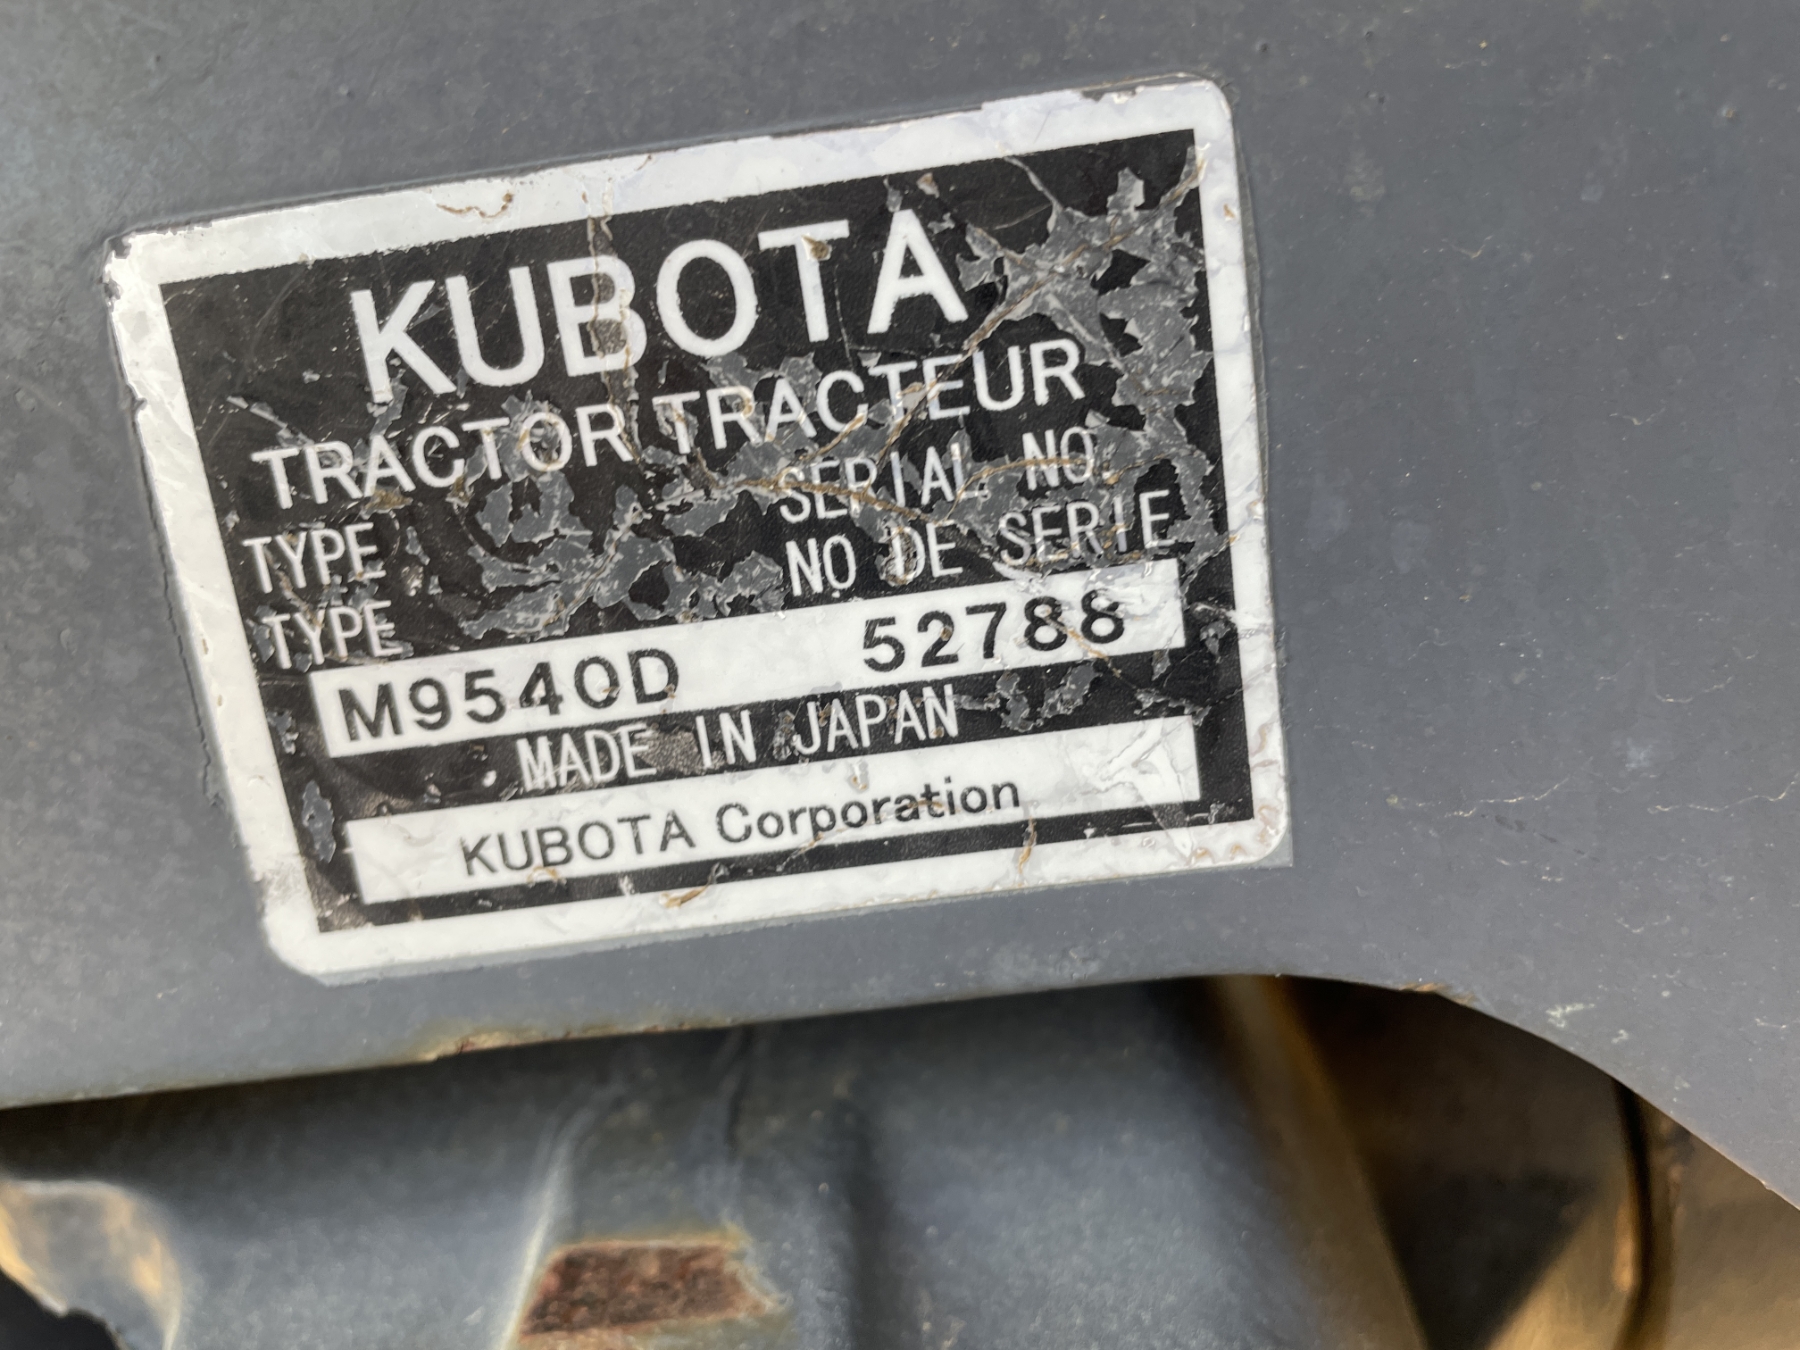 KUBOTA
TRACTOR TRACTEUR
TYPE SERIAL NO.
TYPE NO DE SERIE
M9540D 52788
MADE IN JAPAN
KUBOTA Corporation